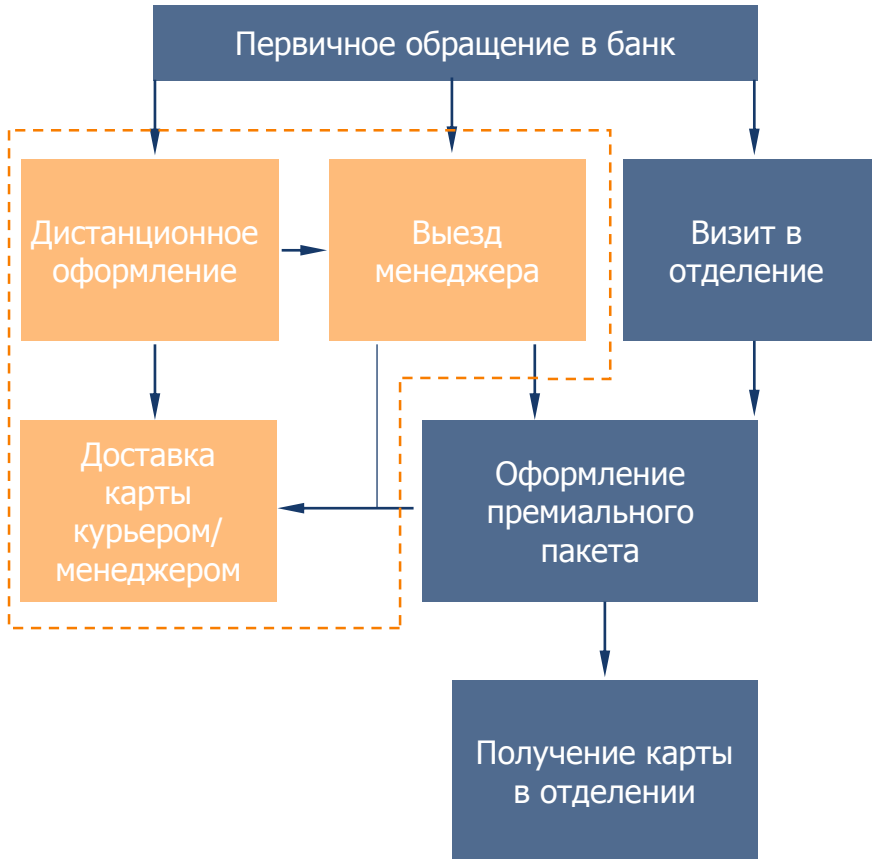 Первичное обращение в банк
Дистанционное
оформление
Выезд
менеджера
Визит в
отделение
Доставка
карты
курьером/
менеджером
Оформление
премиального
пакета
Получение карты
в отделении